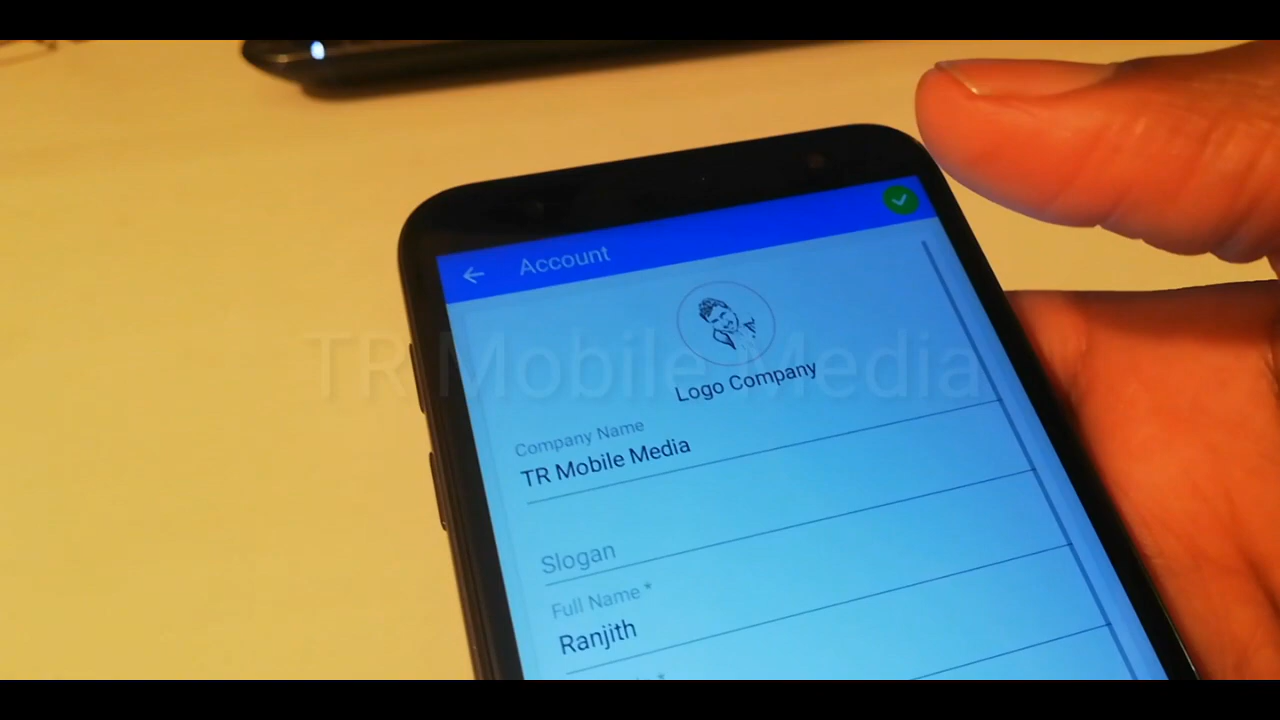 Account
TR Mobile Media
Logo Company
Company Name
TR Mobile Media
Slogan
Full Name *
Ranjith